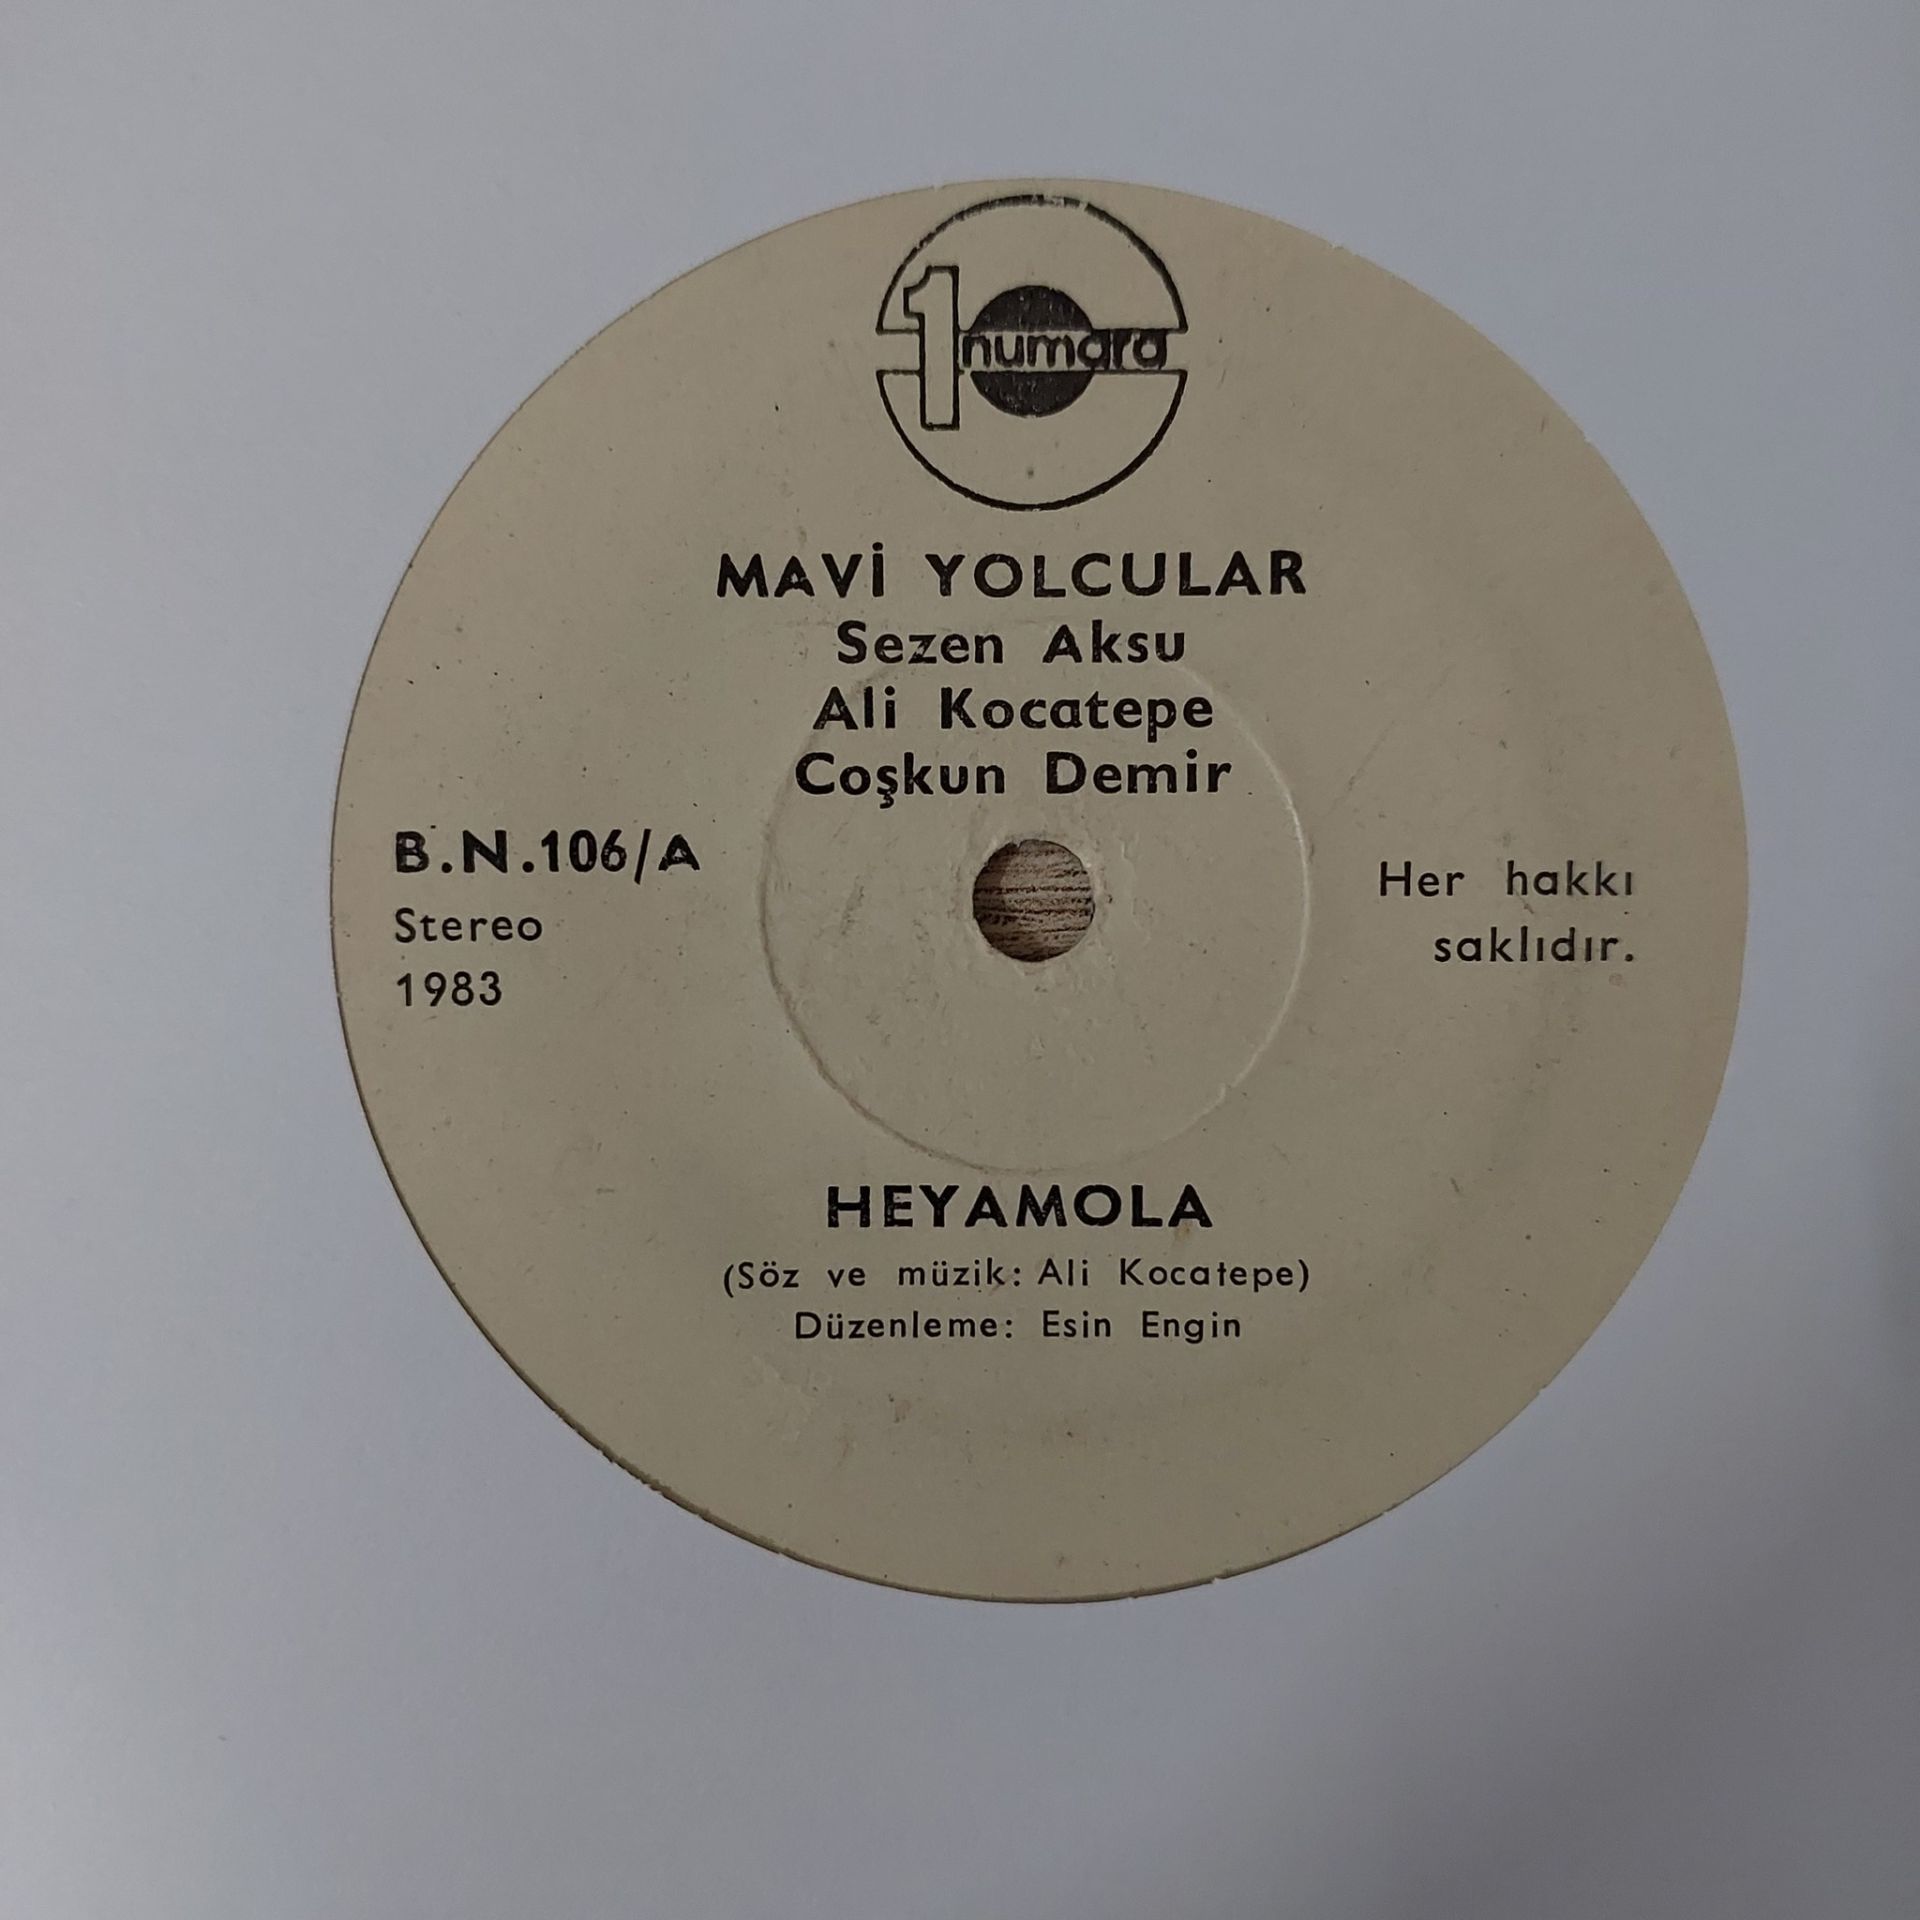 1 numara
MAVİ YOLCULAR
Sezen Aksu
Ali Kocatepe
Coşkun Demir
B.N.106/A
Stereo
1983
Her hakkı
saklıdır.
HEYAMOLA
(Söz ve müzik: Ali Kocatepe)
Düzenleme: Esin Engin